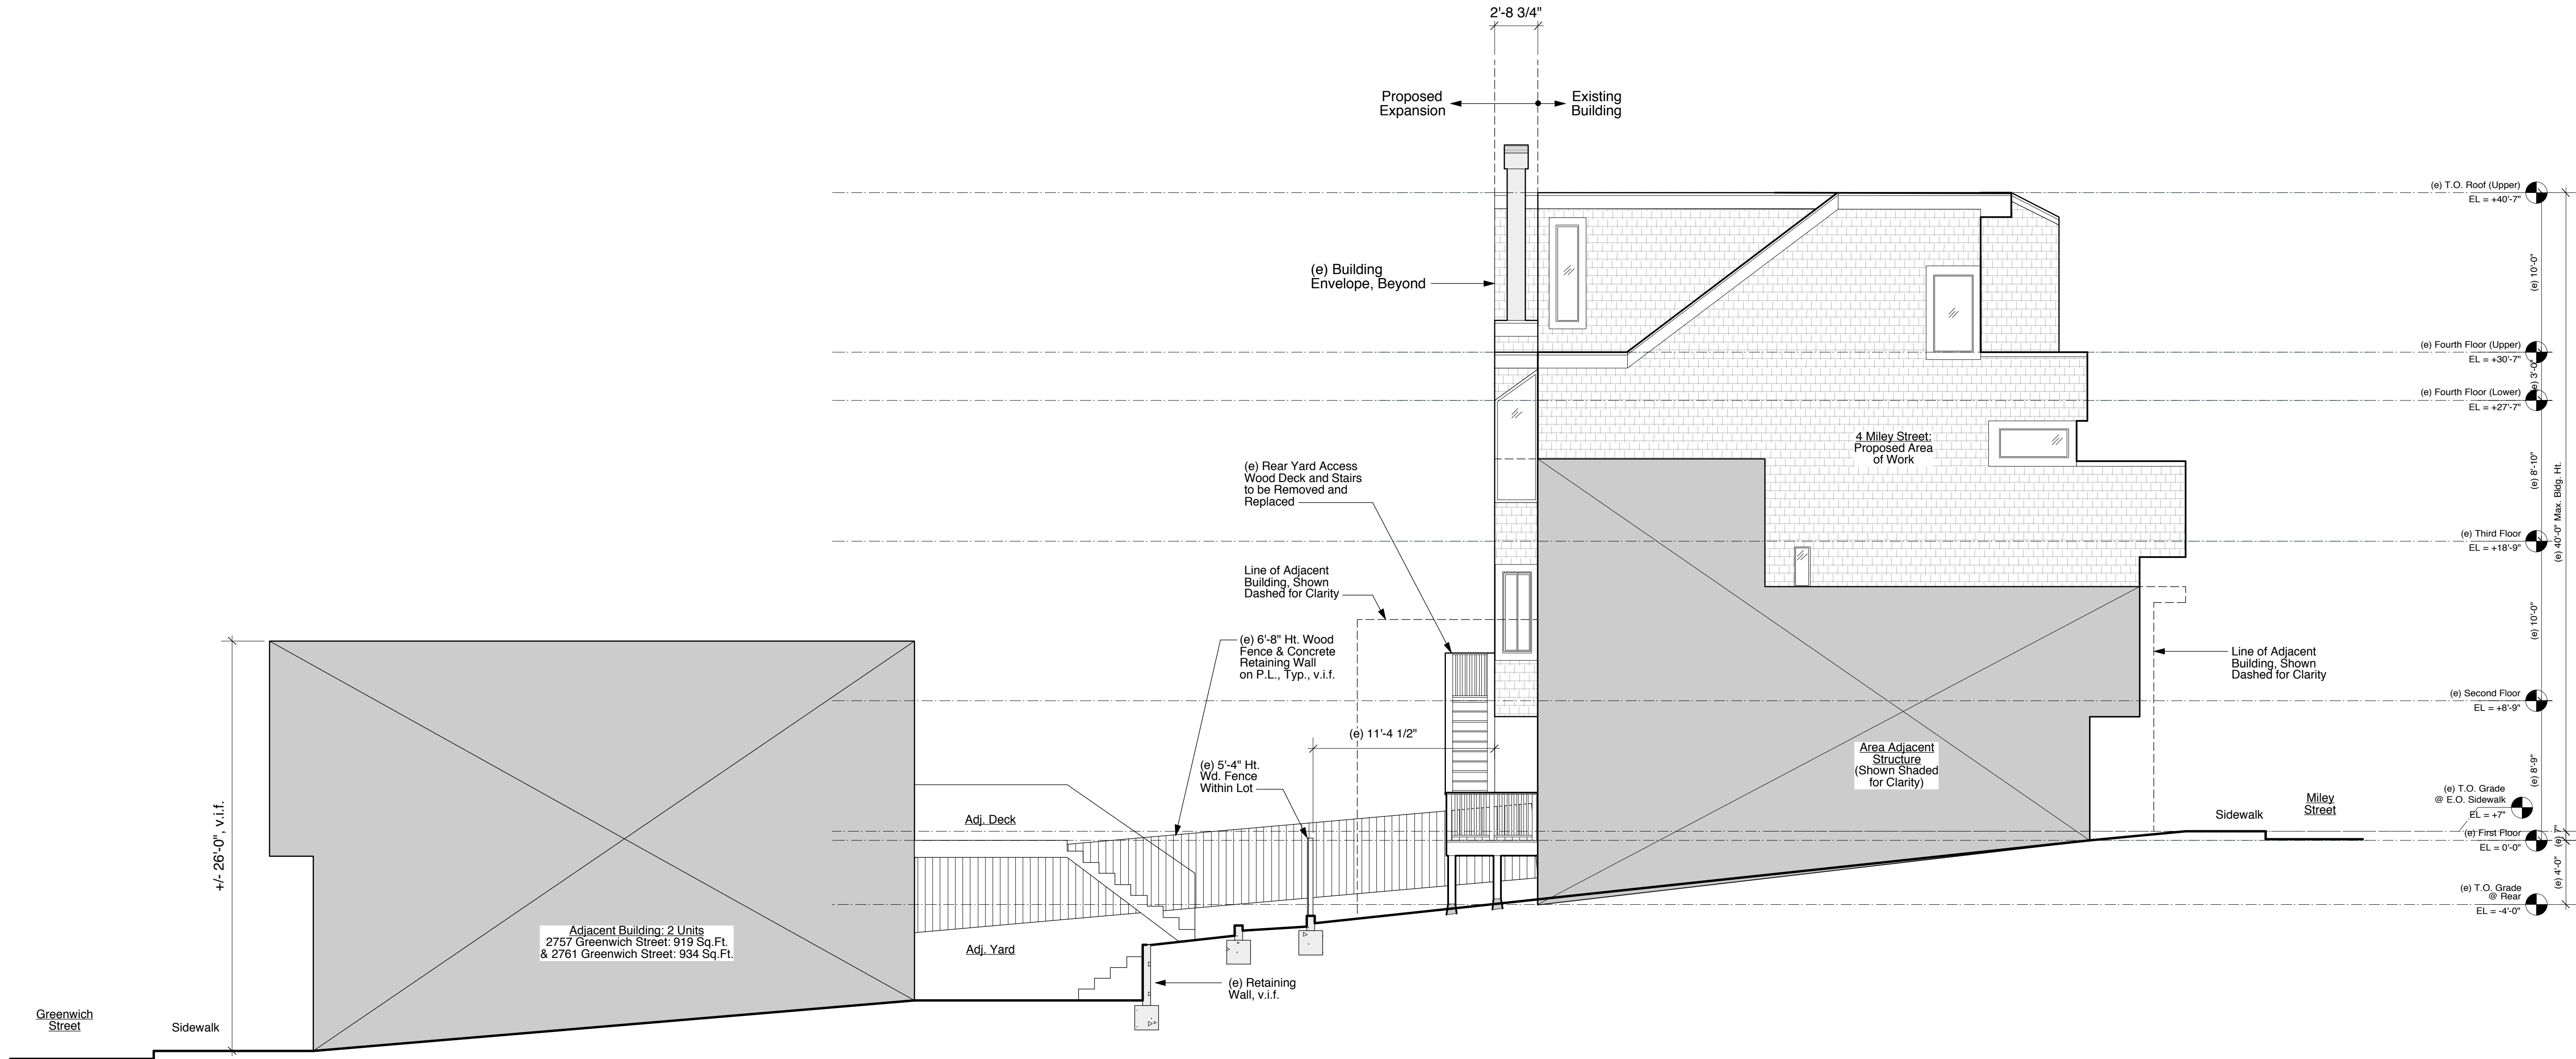 2'-8 3/4"
Proposed
Expansion
Existing
Building
(e) Building
Envelope, Beyond
(e) Rear Yard Access
Wood Deck and Stairs
to be Removed and
Replaced
Line of Adjacent
Building, Shown
Dashed for Clarity
(e) 6'-8" Ht. Wood
Fence & Concrete
Retaining Wall
on P.L., Typ., v.i.f.
(e) 11'-4 1/2"
(e) 5'-4" Ht.
Wd. Fence
Within Lot
4 Miley Street:
Proposed Area
of Work
Area Adjacent
Structure
(Shown Shaded
for Clarity)
Line of Adjacent
Building, Shown
Dashed for Clarity
Sidewalk
Miley
Street
Adj. Deck
Adj. Yard
(e) Retaining
Wall, v.i.f.
+/- 26'-0", v.i.f.
Adjacent Building: 2 Units
2757 Greenwich Street: 919 Sq.Ft.
& 2761 Greenwich Street: 934 Sq.Ft.
Greenwich
Street
Sidewalk
(e) T.O. Roof (Upper)
EL = +40'-7"
(e) 10'-0"
(e) Fourth Floor (Upper)
EL = +30'-7"
(e) 3'-0"
(e) Fourth Floor (Lower)
EL = +27'-7"
(e) 8'-10"
(e) 40'-0" Max. Bldg. Ht.
(e) Third Floor
EL = +18'-9"
(e) 10'-0"
(e) Second Floor
EL = +8'-9"
(e) 8'-9"
(e) T.O. Grade
@ E.O. Sidewalk
EL = +7"
(e) First Floor
EL = 0'-0"
(e) 7"
(e) 4'-0"
(e) T.O. Grade
@ Rear
EL = -4'-0"